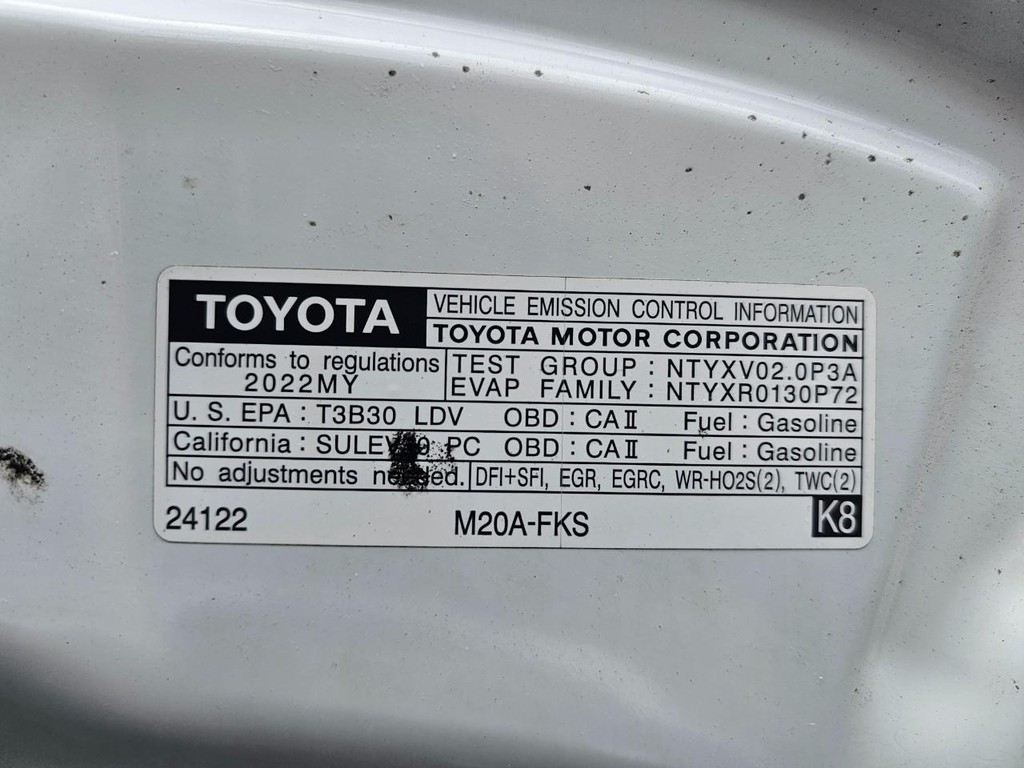 TOYOTA
VEHICLE EMISSION CONTROL INFORMATION
TOYOTA MOTOR CORPORATION
Conforms to regulations
2022MY
TEST GROUP : NTYXV02.0P3A
EVAP FAMILY : NTYXR0130P72
U. S. EPA : T3B30 LDV OBD : CAⅡ Fuel : Gasoline
California : PC OBD : CAⅡ Fuel : Gasoline
No adjustments needed. DFI+SFI, EGR, EGRC, WR-HO2S(2), TWC(2)
24122 M20A-FKS K8